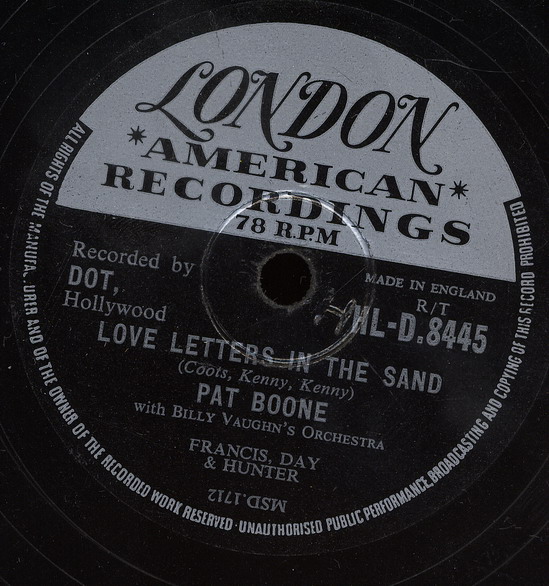 LONDON
*AMERICAN*
RECORDINGS
78 R.P.M
Recorded by
DOT,
Hollywood
MADE IN ENGLAND
R/T
HL-D.8445
LOVE LETTERS IN THE SAND
(Coots, Kenny, Kenny)
PAT BOONE
with BILLY VAUGHN'S ORCHESTRA
FRANCIS, DAY
& HUNTER
MSD.1712
ALL RIGHTS OF THE MANUFA URER AND OF THE OWNER OF THE RECORDED WORK RESERVED · UNAUTHORISED PUBLIC PERFORMANCE, BROADCASTING AND COPYING OF THIS RECORD PROHIBITED